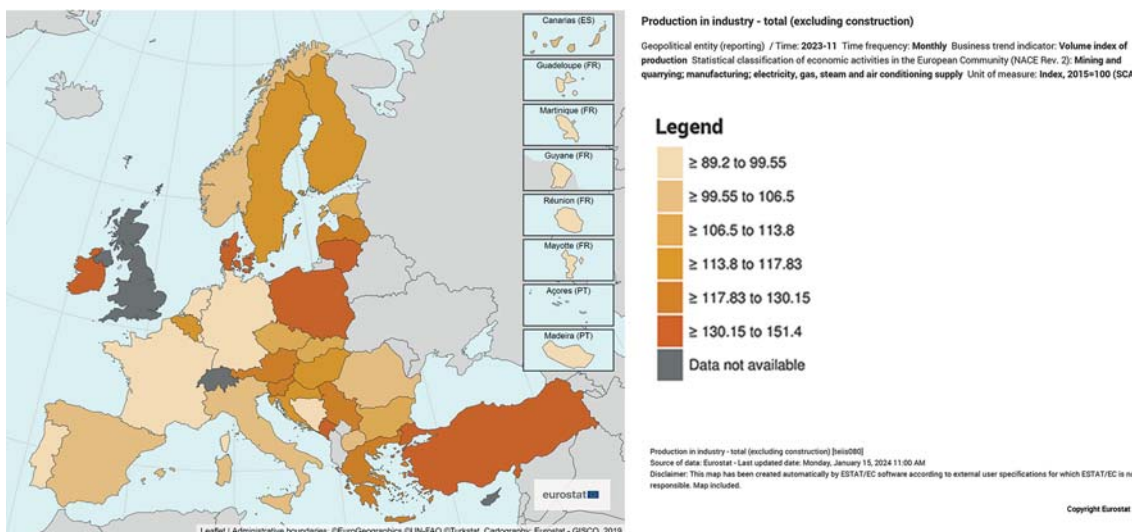 Canarias (ES)
Guadeloupe (FR)
Martinique (FR)
Guyane (FR)
Réunion (FR)
Mayotte (FR)
Açores (PT)
Madeira (PT)
eurostat
Leaflet | Administrative boundaries: ©EuroGeographics ©UN-FAO ©Turkstat, Cartography: Eurostat - GISCO, 2019
Production in industry - total (excluding construction)
Geopolitical entity (reporting) / Time: 2023-11 Time frequency: Monthly Business trend indicator: Volume index of
production Statistical classification of economic activities in the European Community (NACE Rev. 2): Mining and
quarrying; manufacturing; electricity, gas, steam and air conditioning supply Unit of measure: Index, 2015=100 (SCA
Legend
≥ 89.2 to 99.55
≥ 99.55 to 106.5
≥ 106.5 to 113.8
≥ 113.8 to 117.83
≥ 117.83 to 130.15
≥ 130.15 to 151.4
Data not available
Production in industry - total (excluding construction) [teiis080]
Source of data: Eurostat - Last updated date: Monday, January 15, 2024 11:00 AM
Disclaimer: This map has been created automatically by ESTAT/EC software according to external user specifications for which ESTAT/EC is no
responsible. Map included.
Copyright Eurostat